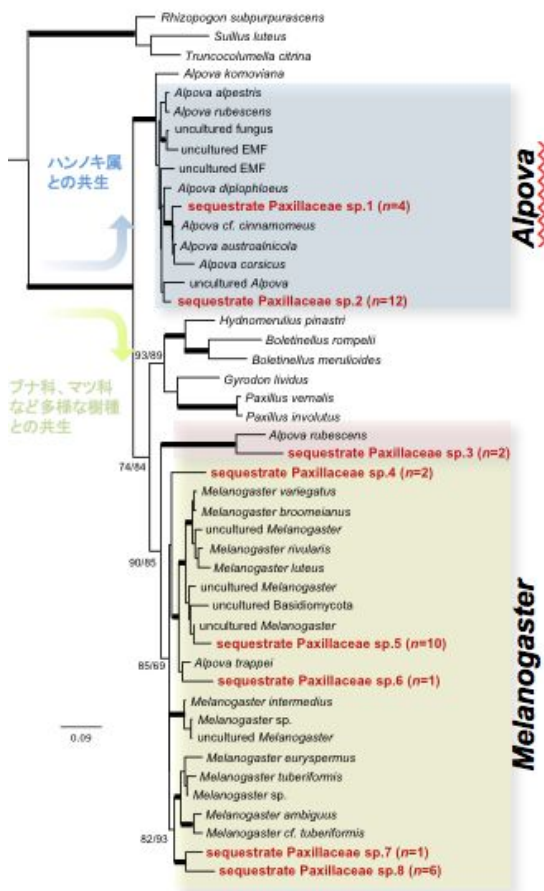 Rhizopogon subpurpurascens
Suillus luteus
Truncocolumella citrina
Alpova komoviana
Alpova alpestris
Alpova rubescens
uncultured fungus
uncultured EMF
uncultured EMF
Alpova diplophloeus
sequestrate Paxillaceae sp.1 (n=4)
Alpova cf. cinnamomeus
Alpova austroalnicola
Alpova corsicus
uncultured Alpova
sequestrate Paxillaceae sp.2 (n=12)
Alpova
ハンノキ属
との共生
Hydnomerulius pinastri
Boletinellus rompelii
Boletinellus merulioides
93/89
Gyrodon lividus
Paxillus vernalis
Paxillus involutus
ブナ科、マツ科
など多様な樹種
との共生
74/84
Alpova rubescens
sequestrate Paxillaceae sp.3 (n=2)
sequestrate Paxillaceae sp.4 (n=2)
Melanogaster variegatus
Melanogaster broomeianus
uncultured Melanogaster
Melanogaster rivularis
Melanogaster luteus
90/85
uncultured Melanogaster
uncultured Basidiomycota
uncultured Melanogaster
sequestrate Paxillaceae sp.5 (n=10)
Alpova trappei
85/69
sequestrate Paxillaceae sp.6 (n=1)
Melanogaster intermedius
Melanogaster sp.
uncultured Melanogaster
Melanogaster euryspermus
Melanogaster tuberiformis
Melanogaster sp.
Melanogaster ambiguus
Melanogaster cf. tuberiformis
82/93
sequestrate Paxillaceae sp.7 (n=1)
sequestrate Paxillaceae sp.8 (n=6)
Melanogaster
0.09